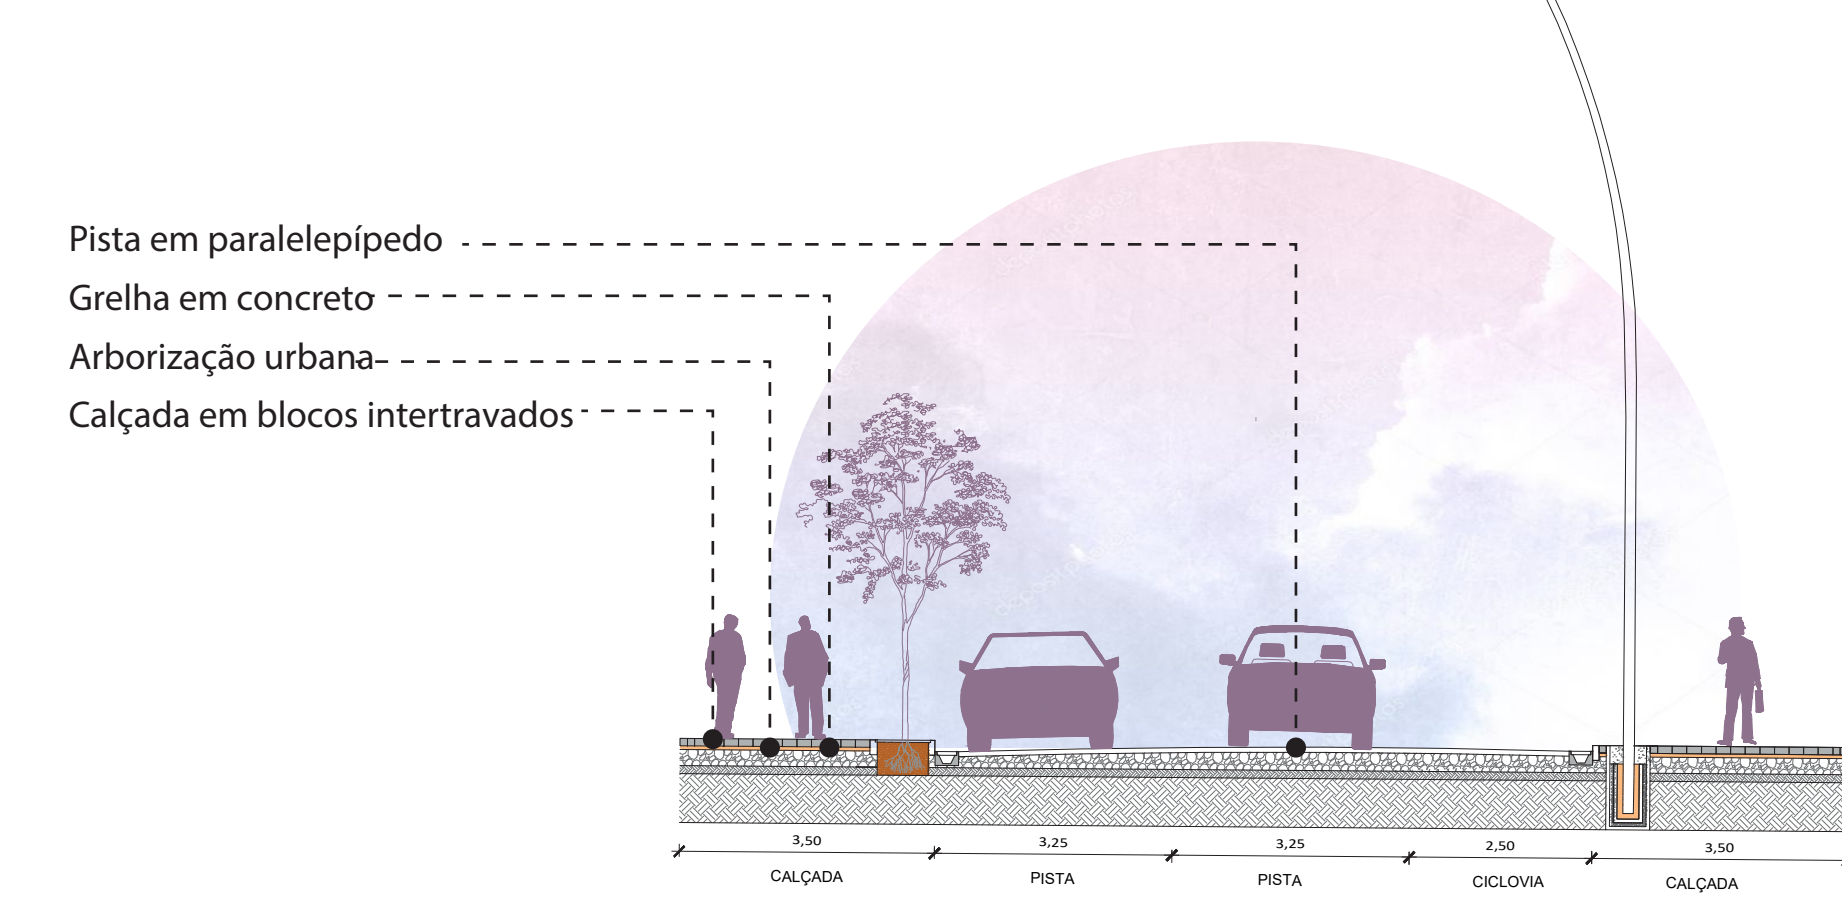 Pista em paralelepípedo
Grelha em concreto
Arborização urbana
Calçada em blocos intertravados
3,50 3,25 3,25 2,50 3,50
CALÇADA PISTA PISTA CICLOVIA CALÇADA